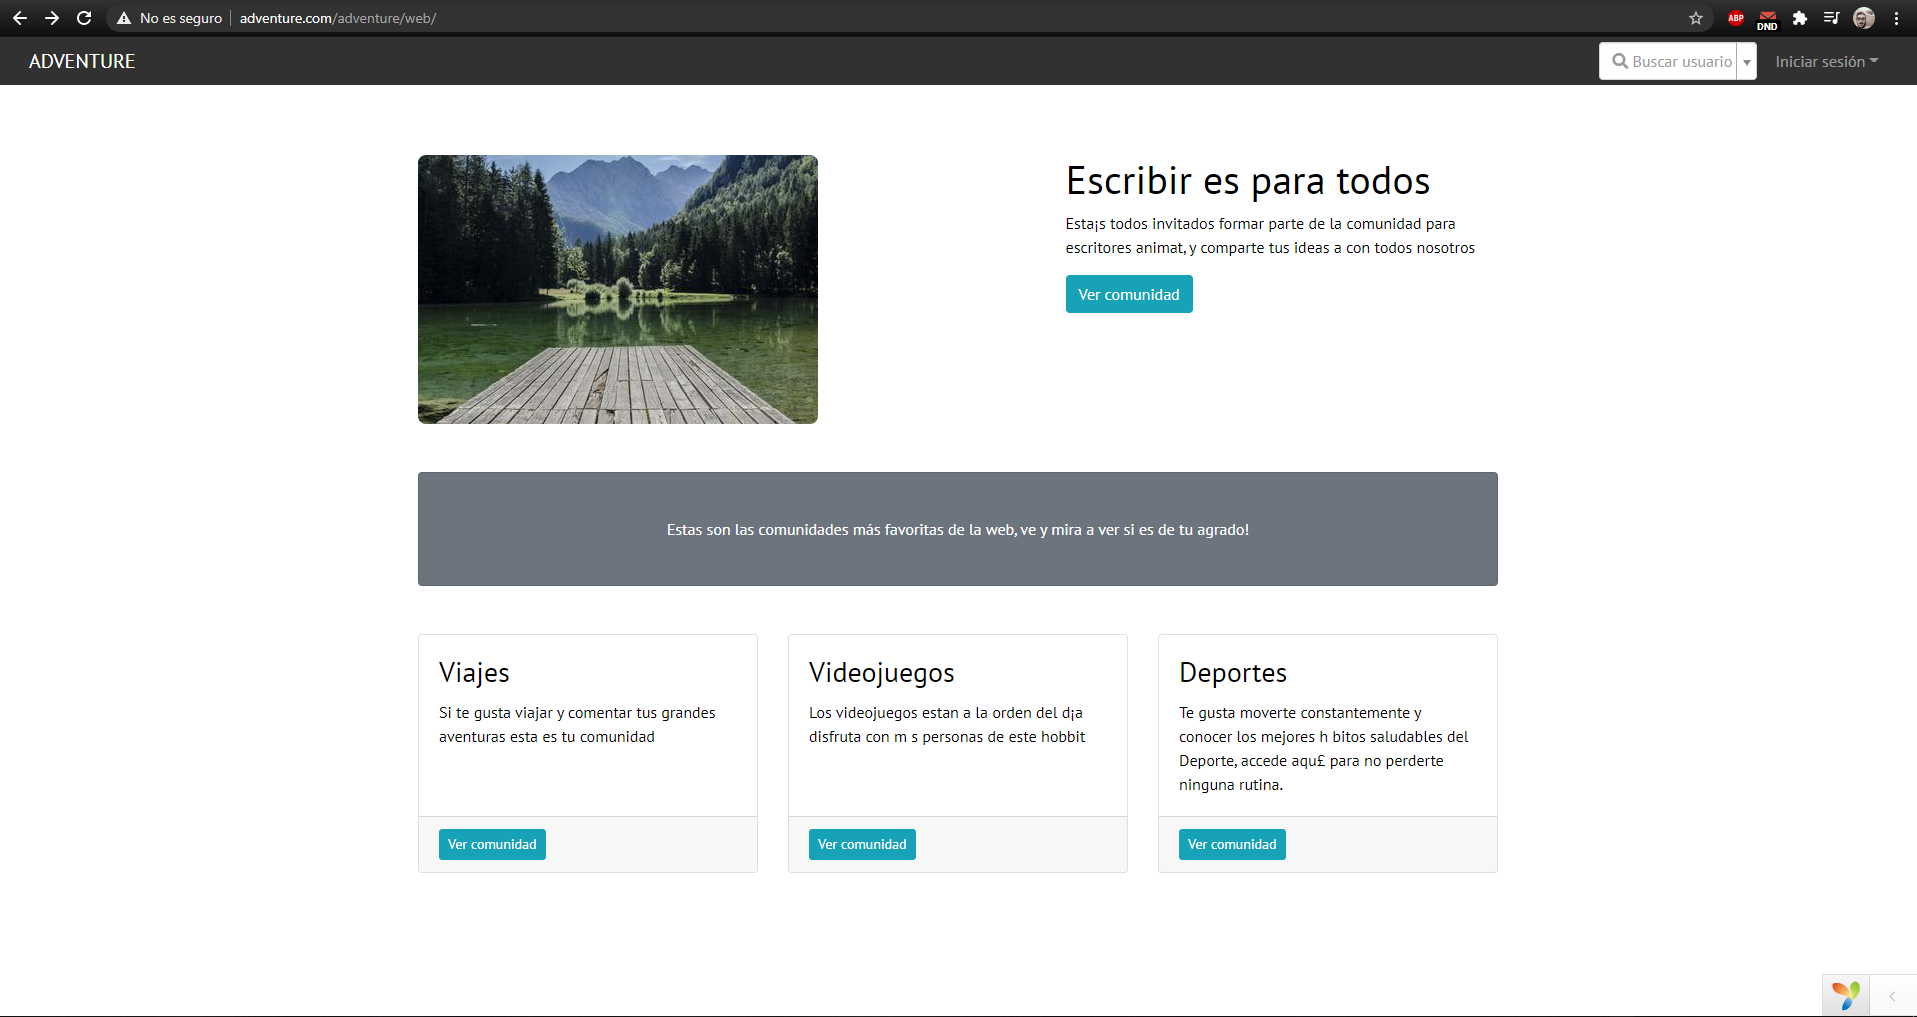 No es seguro adventure.com/adventure/web/
ABP
DND
ADVENTURE
Buscar usuario
Iniciar sesión
Escribir es para todos
Esta¡s todos invitados formar parte de la comunidad para
escritores animat, y comparte tus ideas a con todos nosotros
Ver comunidad
Estas son las comunidades más favoritas de la web, ve y mira a ver si es de tu agrado!
Viajes
Si te gusta viajar y comentar tus grandes
aventuras esta es tu comunidad
Ver comunidad
Videojuegos
Los videojuegos estan a la orden del d¡a
disfruta con m s personas de este hobbit
Ver comunidad
Deportes
Te gusta moverte constantemente y
conocer los mejores h bitos saludables del
Deporte, accede aqu£ para no perderte
ninguna rutina.
Ver comunidad